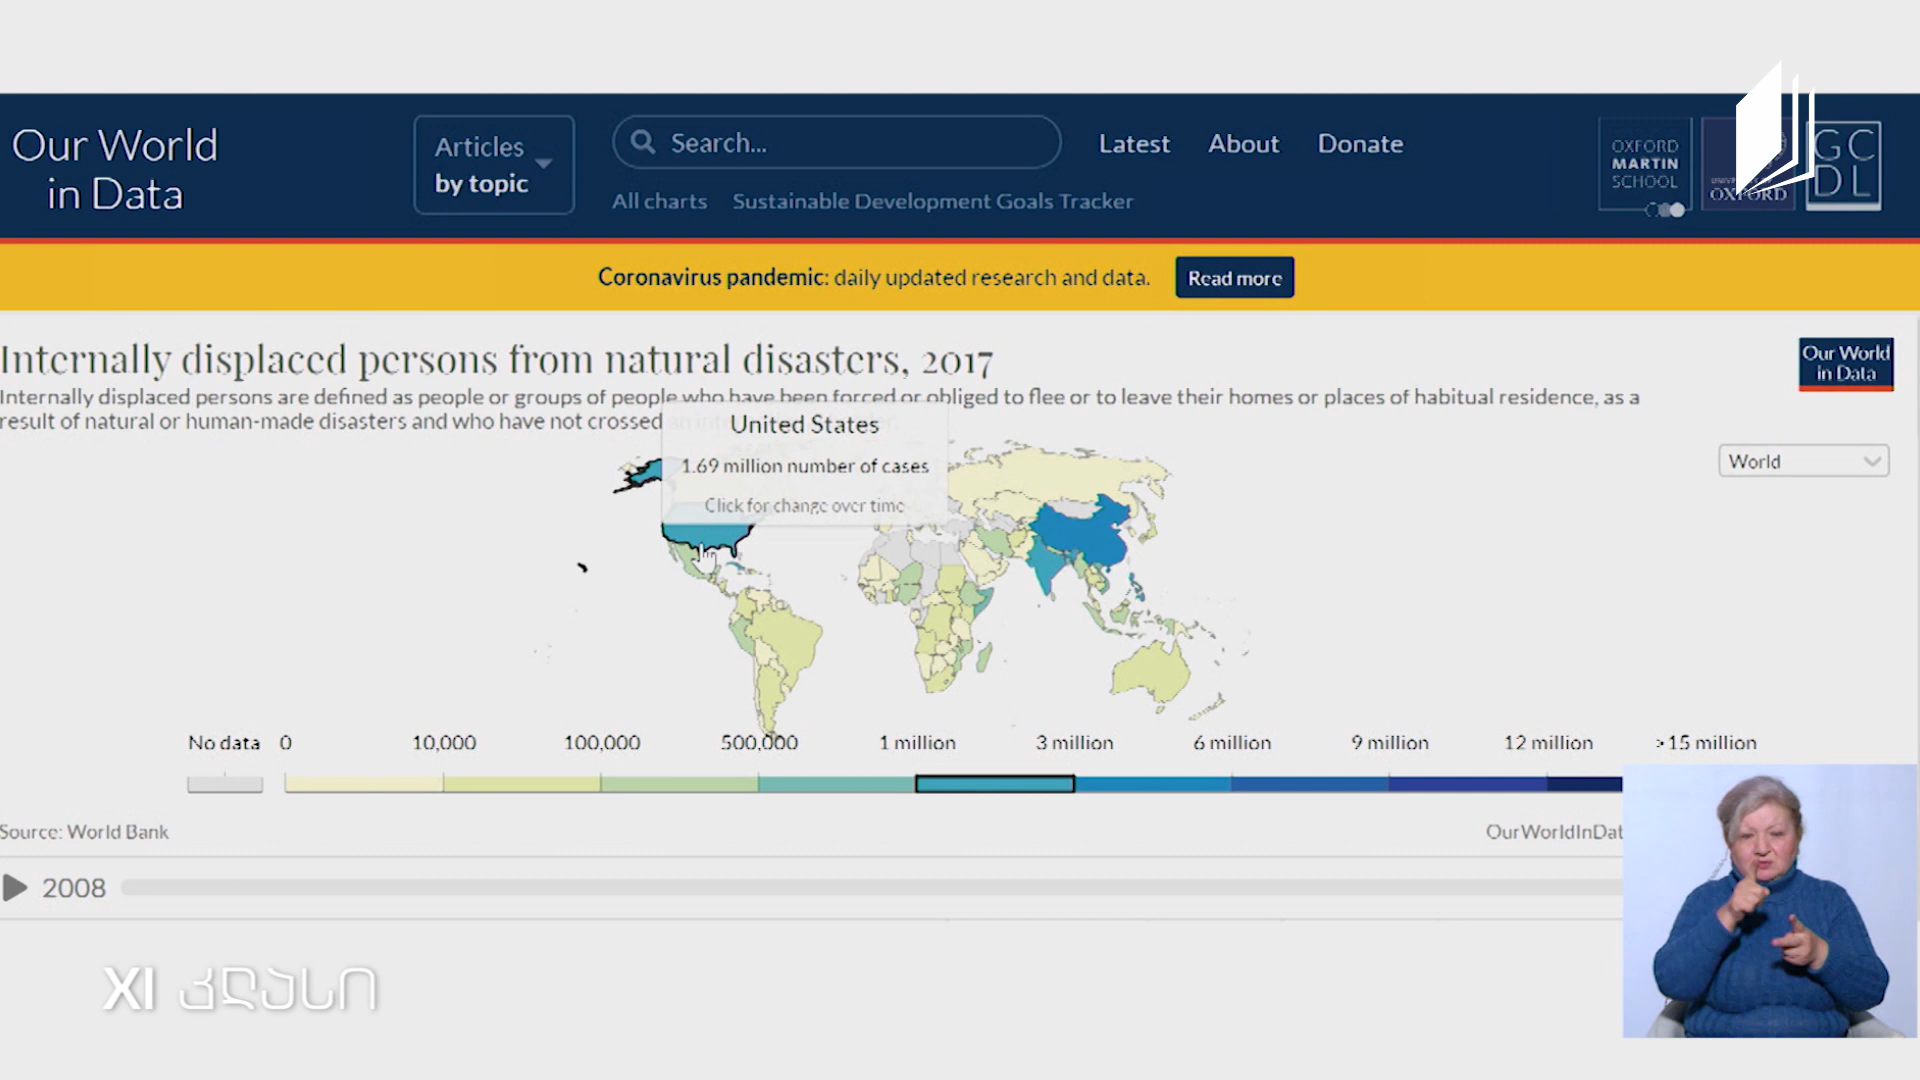 Our World
in Data
Articles
by topic
Search...
Latest
About
Donate
All charts
Sustainable Development Goals Tracker
OXFORD
MARTIN
SCHOOL
OXFORD
GC
DL
Coronavirus pandemic: daily updated research and data.
Read more
Internally displaced persons from natural disasters, 2017
Our World
in Data
Internally displaced persons are defined as people or groups of people who have been forced or obliged to flee or to leave their homes or places of habitual residence, as a
result of natural or human-made disasters and who have not crossed an
United States
1.69 million number of cases
Click for change over time
World
No data
0
10,000
100,000
500,000
1 million
3 million
6 million
9 million
12 million
>15 million
Source: World Bank
OurWorldInDat
2008
XI კლასი